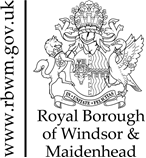 www.rbwm.gov.uk
Royal Borough
of Windsor &
Maidenhead